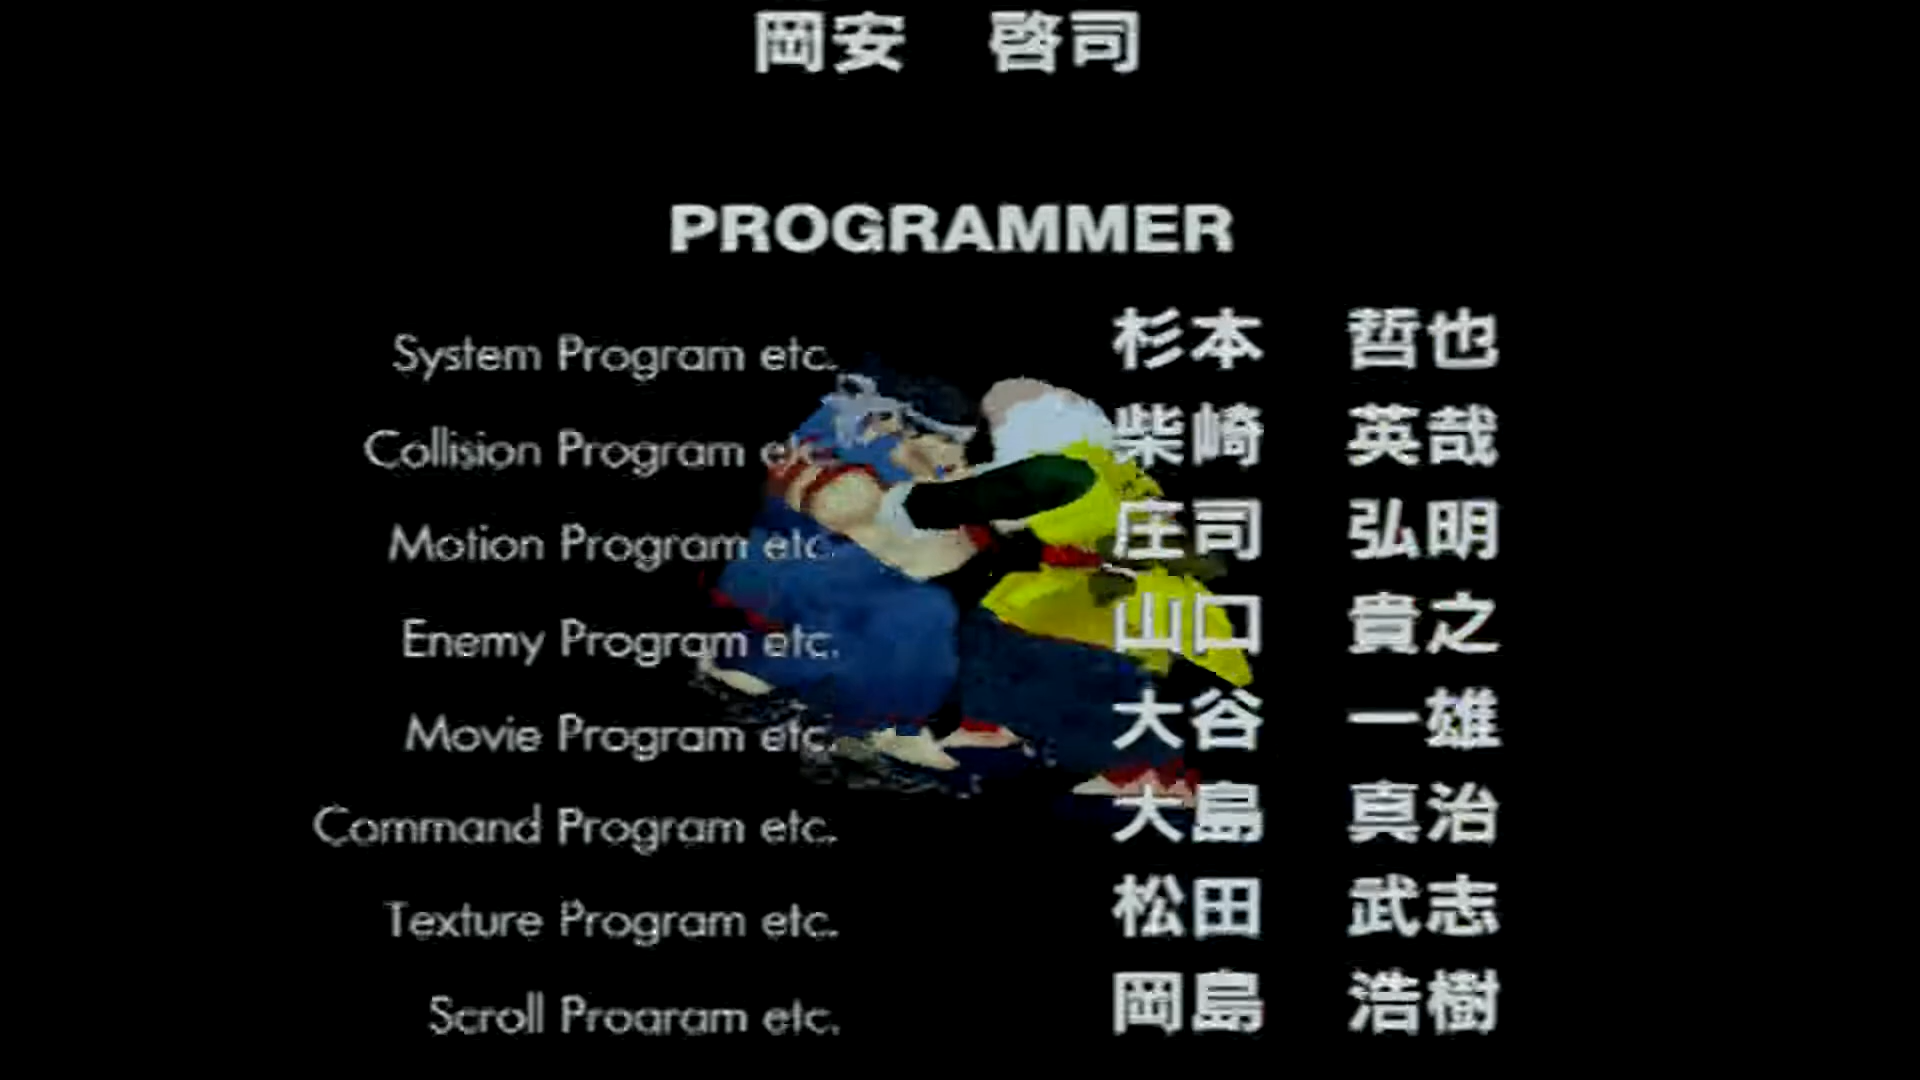 岡安 啓司
PROGRAMMER
System Program etc. 杉本 哲也
Collision Program etc. 柴崎 英哉
Motion Program etc. 庄司 弘明
Enemy Program etc. 山口 貴之
Movie Program etc. 大谷 一雄
Command Program etc. 大島 真治
Texture Program etc. 松田 武志
Scroll Program etc. 岡島 浩樹